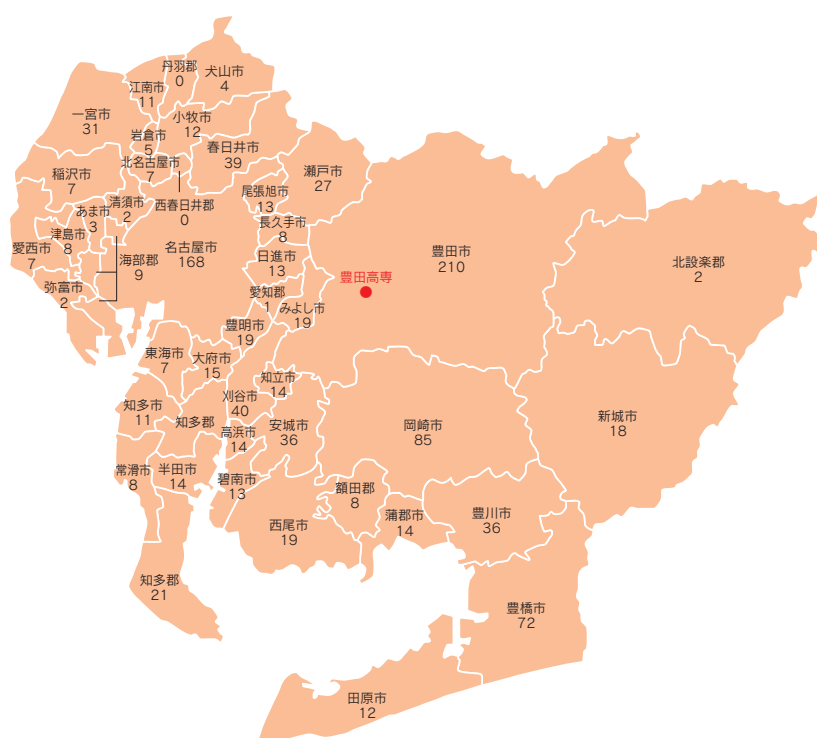 丹羽郡
0
犬山市
4
江南市
11
一宮市
31
小牧市
12
岩倉市
5
春日井市
39
北名古屋市
7
瀬戸市
27
稲沢市
7
尾張旭市
13
清須市
2
西春日井郡
0
あま市
3
長久手市
8
津島市
8
愛西市
7
名古屋市
168
海部郡
9
日進市
13
豊田市
210
北設楽郡
2
豊田高専
弥富市
2
愛知郡
1
みよし市
19
豊明市
19
東海市
7
大府市
15
知立市
14
刈谷市
40
知多市
11
知多郡
高浜市
14
安城市
36
岡崎市
85
新城市
18
常滑市
8
半田市
14
碧南市
13
額田郡
8
西尾市
19
蒲郡市
14
豊川市
36
知多郡
21
豊橋市
72
田原市
12